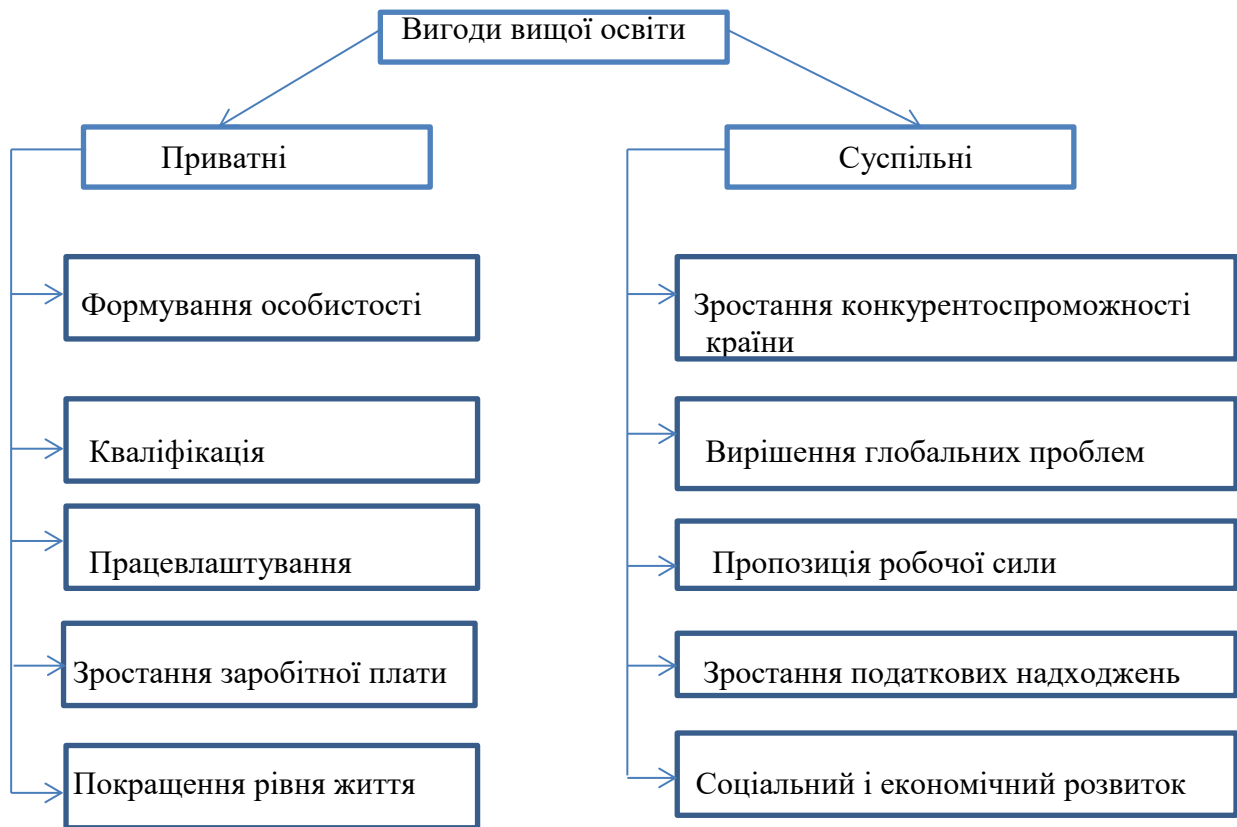 Вигоди вищої освіти
Приватні
Суспільні
Формування особистості
Кваліфікація
Працевлаштування
Зростання заробітної плати
Покращення рівня життя
Зростання конкурентоспроможності
країни
Вирішення глобальних проблем
Пропозиція робочої сили
Зростання податкових надходжень
Соціальний і економічний розвиток